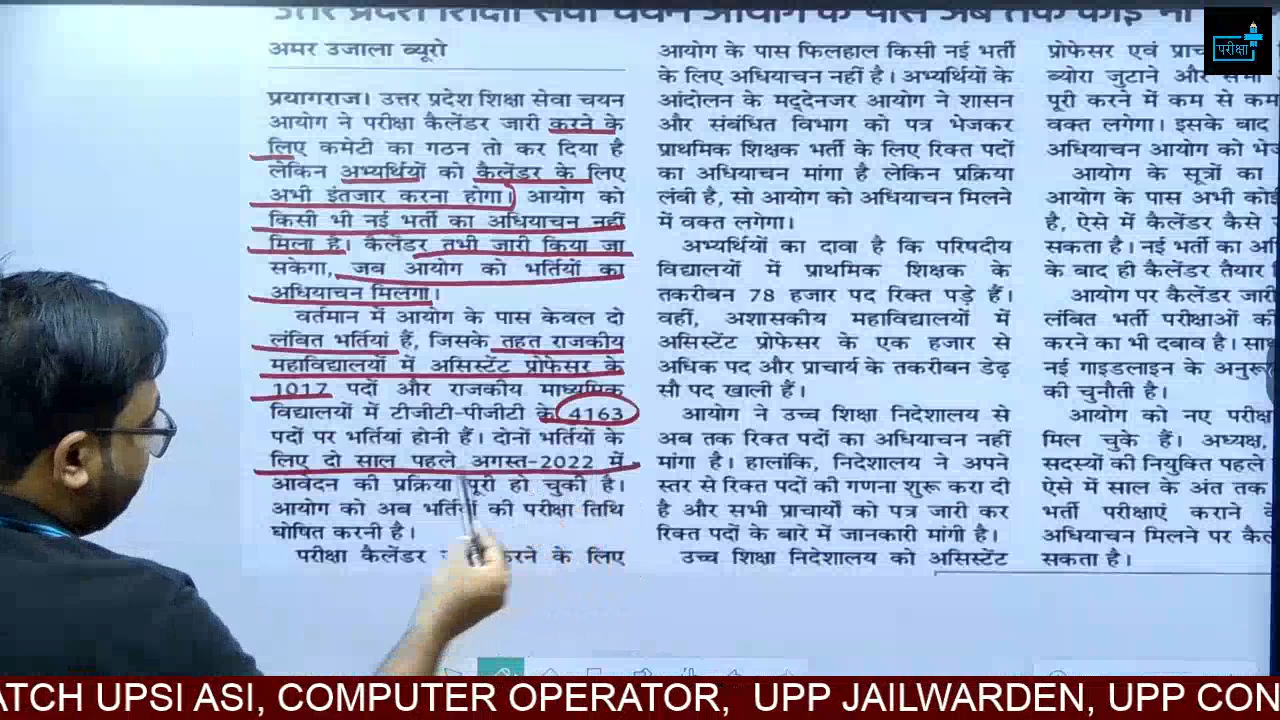 उत्तर प्रदेश शिक्षा सेवा चयन आयोग के पास अब तक कोई
अमर उजाला ब्यूरो
प्रयागराज। उत्तर प्रदेश शिक्षा सेवा चयन
आयोग ने परीक्षा कैलेंडर जारी करने के
लिए कमेटी का गठन तो कर दिया है
लेकिन अभ्यर्थियों को कैलेंडर के लिए
अभी इंतजार करना होगा। आयोग को
किसी भी नई भर्ती का अधियाचन नहीं
मिला है। कैलेंडर तभी जारी किया जा
सकेगा, जब आयोग को भर्तियों का
अधियाचन मिलेगा।
वर्तमान में आयोग के पास केवल दो
लंबित भर्तियां हैं, जिसके तहत राजकीय
महाविद्यालयों में असिस्टेंट प्रोफेसर के
1017 पदों और राजकीय माध्यमिक
विद्यालयों में टीजीटी-पीजीटी के 4163
पदों पर भर्तियां होनी हैं। दोनों भर्तियों के
लिए दो साल पहले अगस्त-2022 में
आवेदन की प्रक्रिया पूरी हो चुकी है।
आयोग को अब भर्तियों की परीक्षा तिथि
घोषित करनी है।
परीक्षा कैलेंडर करने के लिए
आयोग के पास फिलहाल किसी नई भर्ती
के लिए अधियाचन नहीं है। अभ्यर्थियों के
आंदोलन के मद्देनजर आयोग ने शासन
और संबंधित विभाग को पत्र भेजकर
प्राथमिक शिक्षक भर्ती के लिए रिक्त पदों
का अधियाचन मांगा है लेकिन प्रक्रिया
लंबी है, सो आयोग को अधियाचन मिलने
में वक्त लगेगा।
अभ्यर्थियों का दावा है कि परिषदीय
विद्यालयों में प्राथमिक शिक्षक के
तकरीबन 78 हजार पद रिक्त पड़े हैं।
वहीं, अशासकीय महाविद्यालयों में
असिस्टेंट प्रोफेसर के एक हजार से
अधिक पद और प्राचार्य के तकरीबन डेढ़
सौ पद खाली हैं।
आयोग ने उच्च शिक्षा निदेशालय से
अब तक रिक्त पदों का अधियाचन नहीं
मांगा है। हालांकि, निदेशालय ने अपने
स्तर से रिक्त पदों की गणना शुरू करा दी
है और सभी प्राचार्यों को पत्र जारी कर
रिक्त पदों के बारे में जानकारी मांगी है।
उच्च शिक्षा निदेशालय को असिस्टेंट
प्रोफेसर एवं
ब्योरा जुटाने और
पूरी करने में कम से कम
वक्त लगेगा। इसके बाद
अधियाचन आयोग को
आयोग के सूत्रों का
आयोग के पास अभी कोई
है, ऐसे में कैलेंडर कैसे
सकता है। नई भर्ती का
के बाद ही कैलेंडर तैयार
आयोग पर कैलेंडर जारी
लंबित भर्ती परीक्षाओं
करने का भी दबाव है।
नई गाइडलाइन के
की चुनौती है।
आयोग को नए
मिल चुके हैं। अध्यक्ष,
सदस्यों की नियुक्ति पहले
ऐसे में साल के अंत तक
भर्ती परीक्षाएं कराने
अधियाचन मिलने पर
सकता है।
परीक्षा
ATCH UPSI ASI, COMPUTER OPERATOR, UPP JAILWARDEN, UPP CON